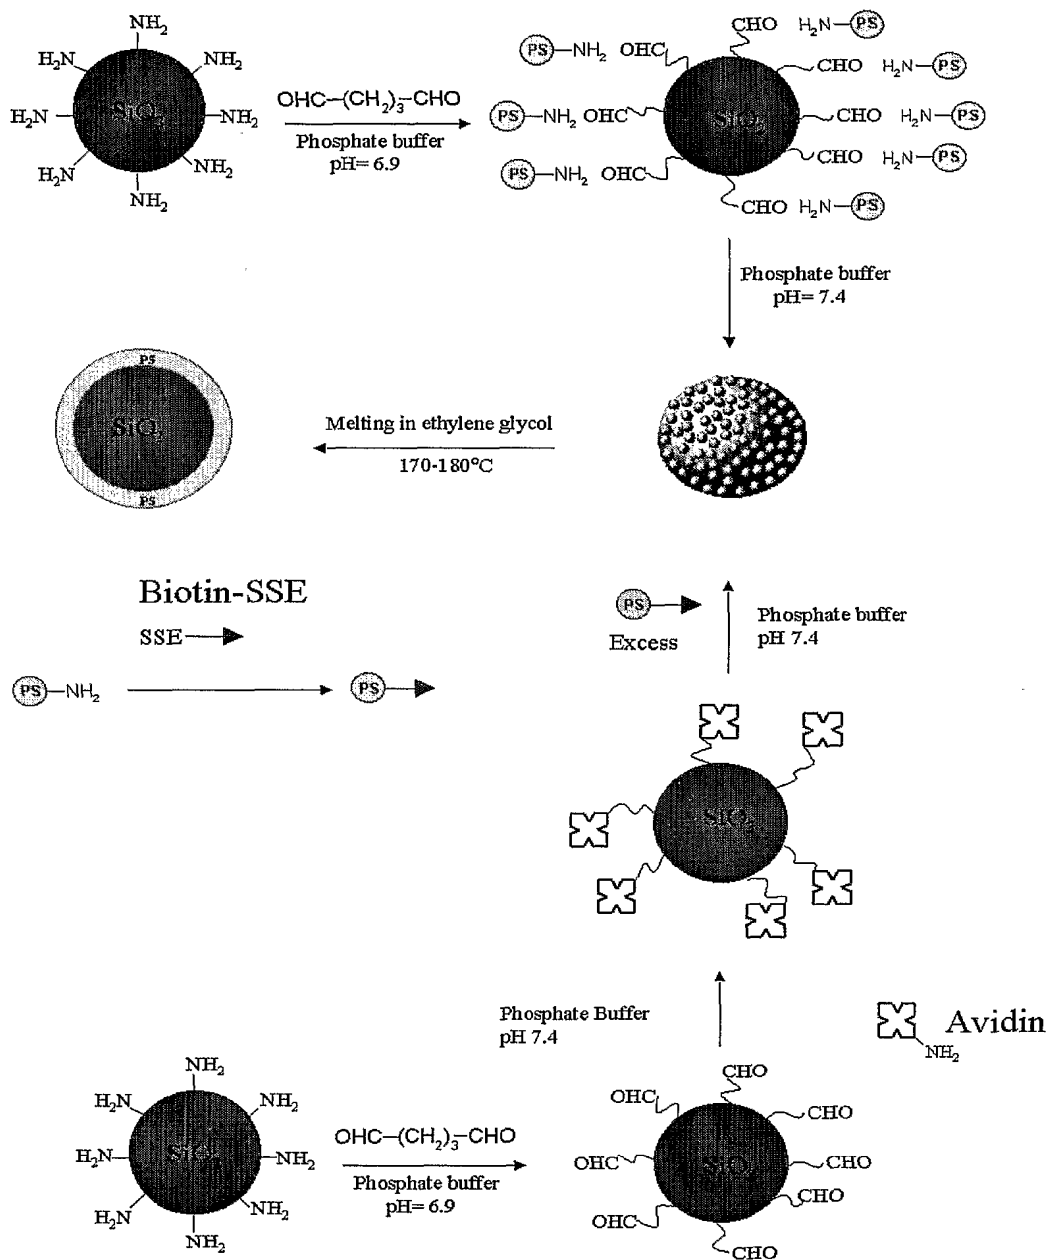 NH2
H2N
NH2
H2N
SiO2
NH2
H2N
NH2
NH2
OHC-(CH2)3-CHO
Phosphate buffer
pH= 6.9
PS-NH2
OHC
CHO
H2N-PS
CHO
H2N-PS
PS-NH2
OHC
SiO2
CHO
H2N-PS
PS-NH2
OHC
CHO
H2N-PS
CHO
H2N-PS
Phosphate buffer
pH= 7.4
PS
SiO2
PS
Melting in ethylene glycol
170-180°C
Biotin-SSE
SSE
PS-NH2
PS
PS
Excess
Phosphate buffer
pH 7.4
SiO2
Phosphate Buffer
pH 7.4
Avidin
NH2
NH2
H2N
NH2
H2N
SiO2
NH2
H2N
NH2
NH2
OHC-(CH2)3-CHO
Phosphate buffer
pH= 6.9
CHO
OHC
CHO
OHC
SiO2
CHO
OHC
CHO
CHO